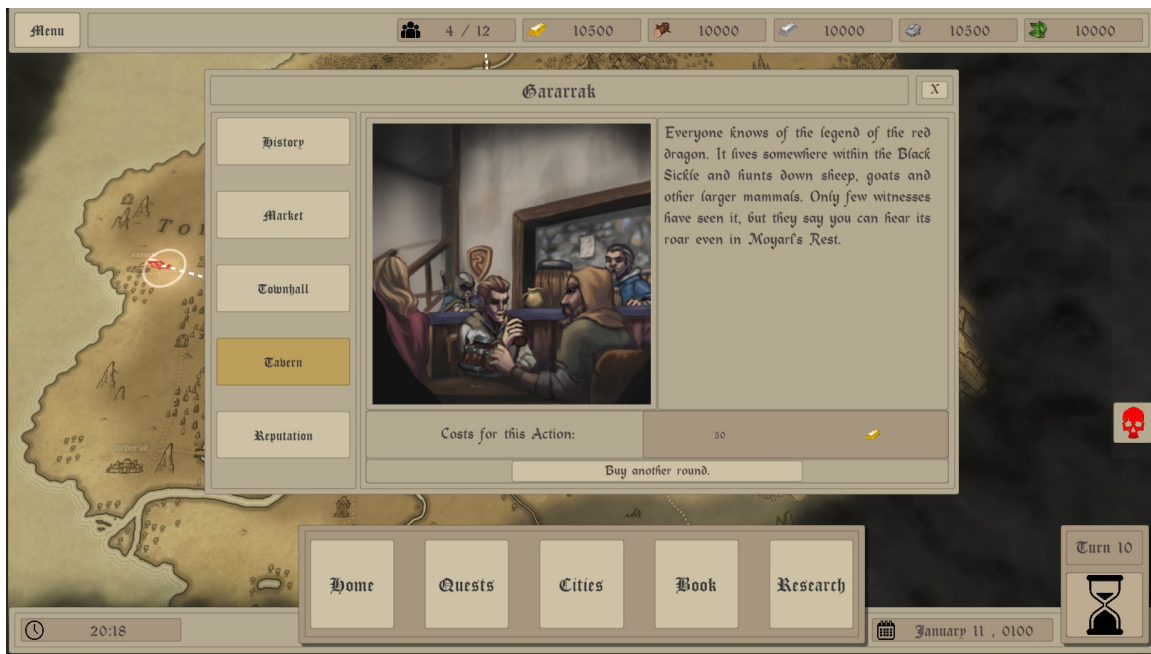 Menu
4 / 12
10500
10000
10000
10500
10000
Gararrak
X
History
Market
Townhall
Tavern
Reputation
Everyone knows of the legend of the red
dragon. It lives somewhere within the Black
Sickle and hunts down sheep, goats and
other larger mammals. Only few witnesses
have seen it, but they say you can hear its
roar even in Moyarl's Rest.
Costs for this Action:
50
Buy another round.
Home
Quests
Cities
Book
Research
Turn 10
20:18
January 11 , 0100